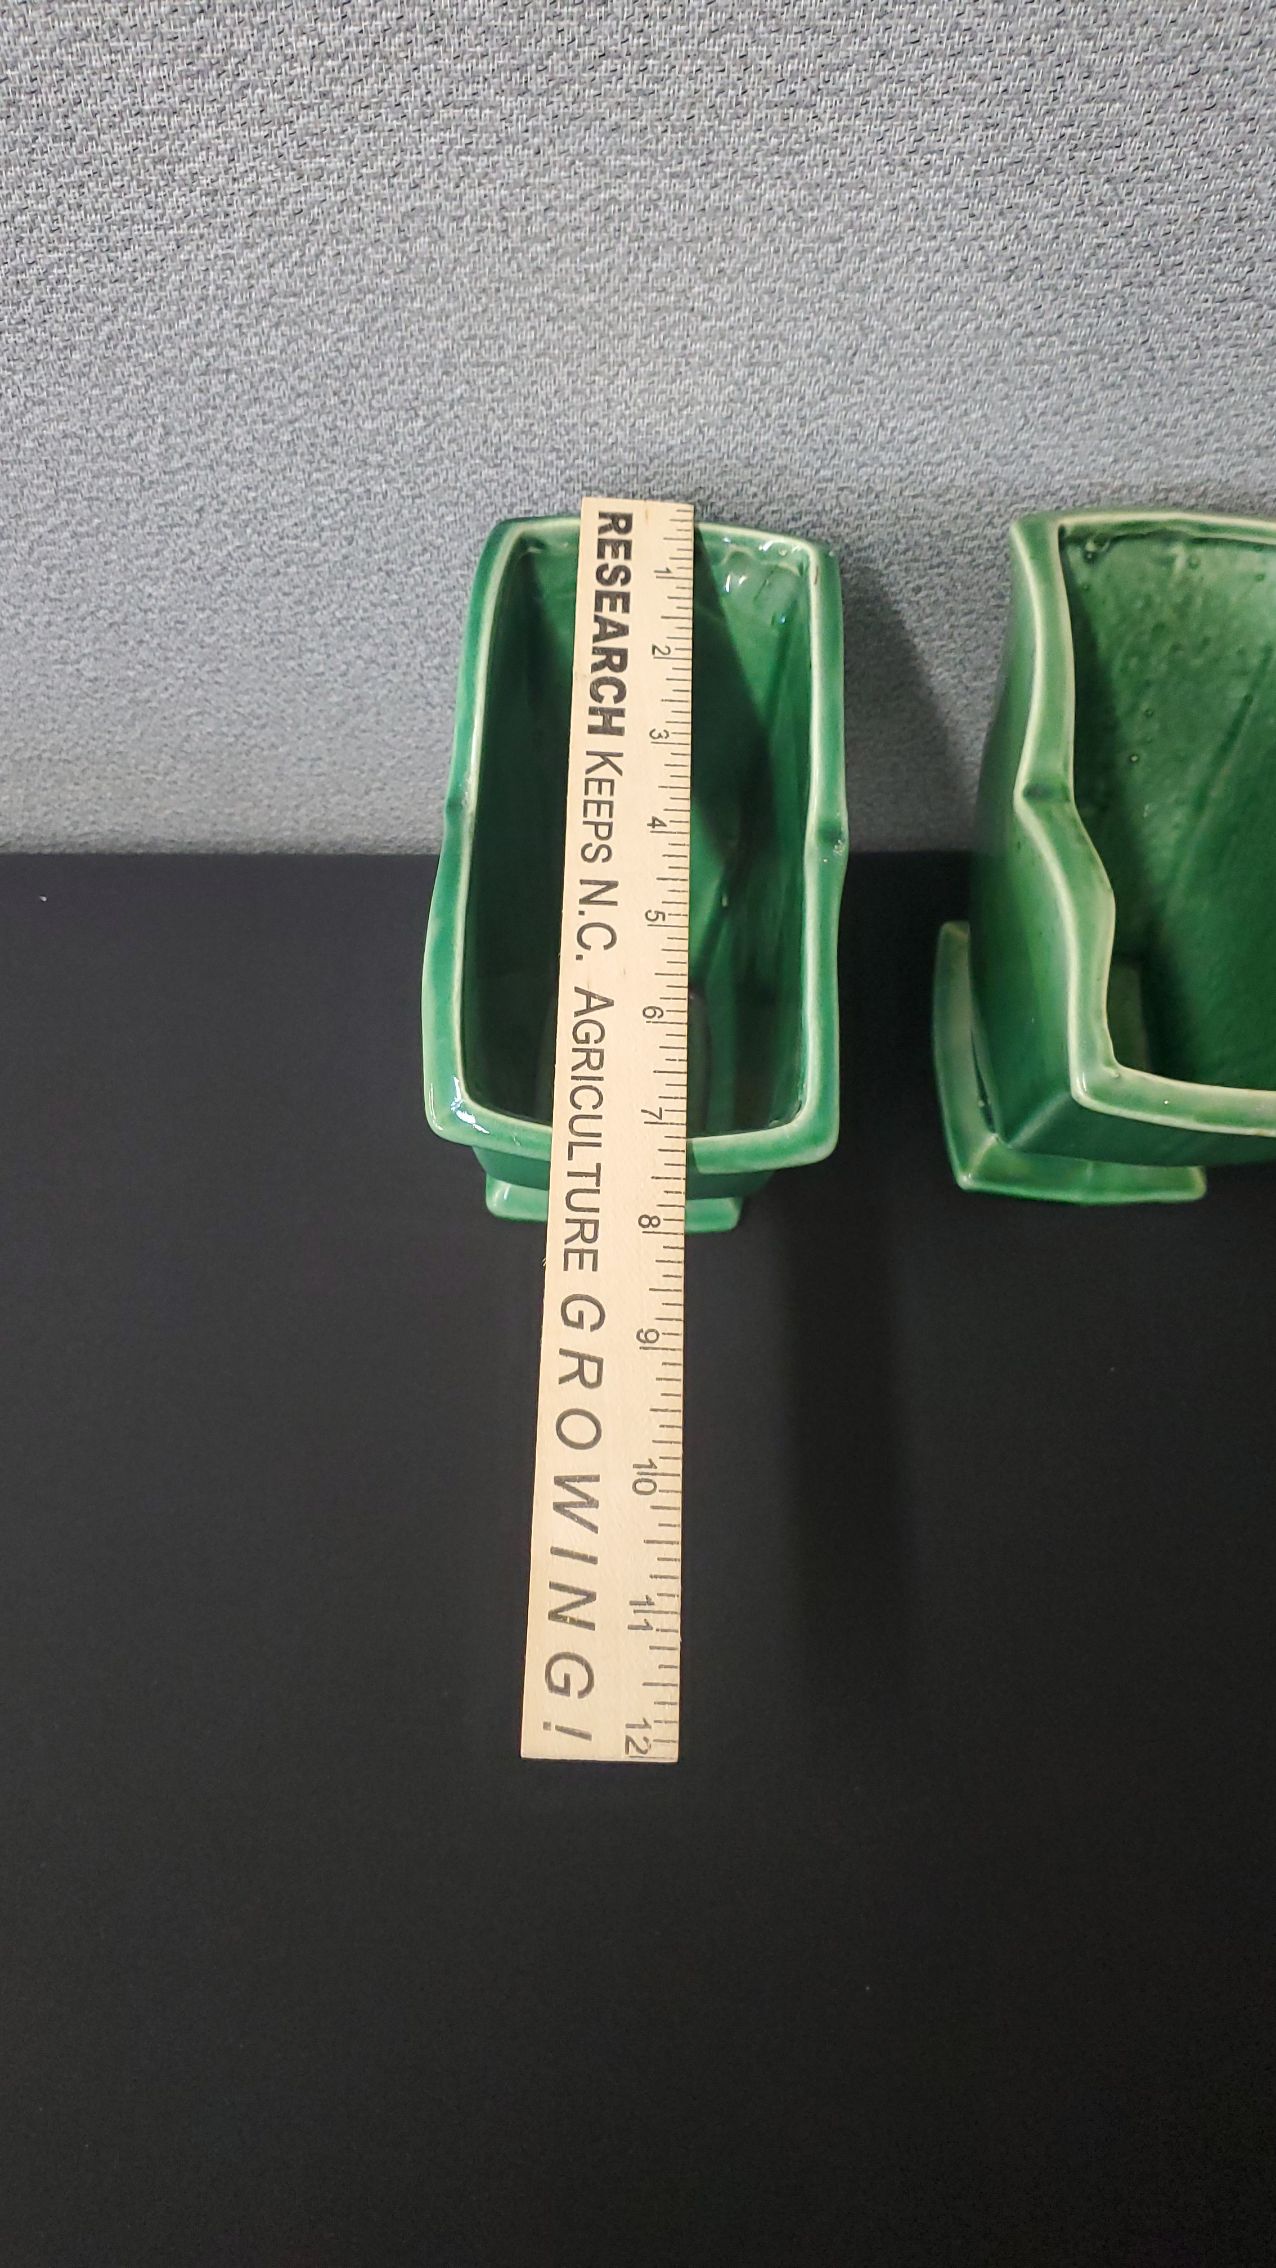 RESEARCH KEEPS N.C. AGRICULTURE GROWING!
1 2 3 4 5 6 7 8 9 10 11 12